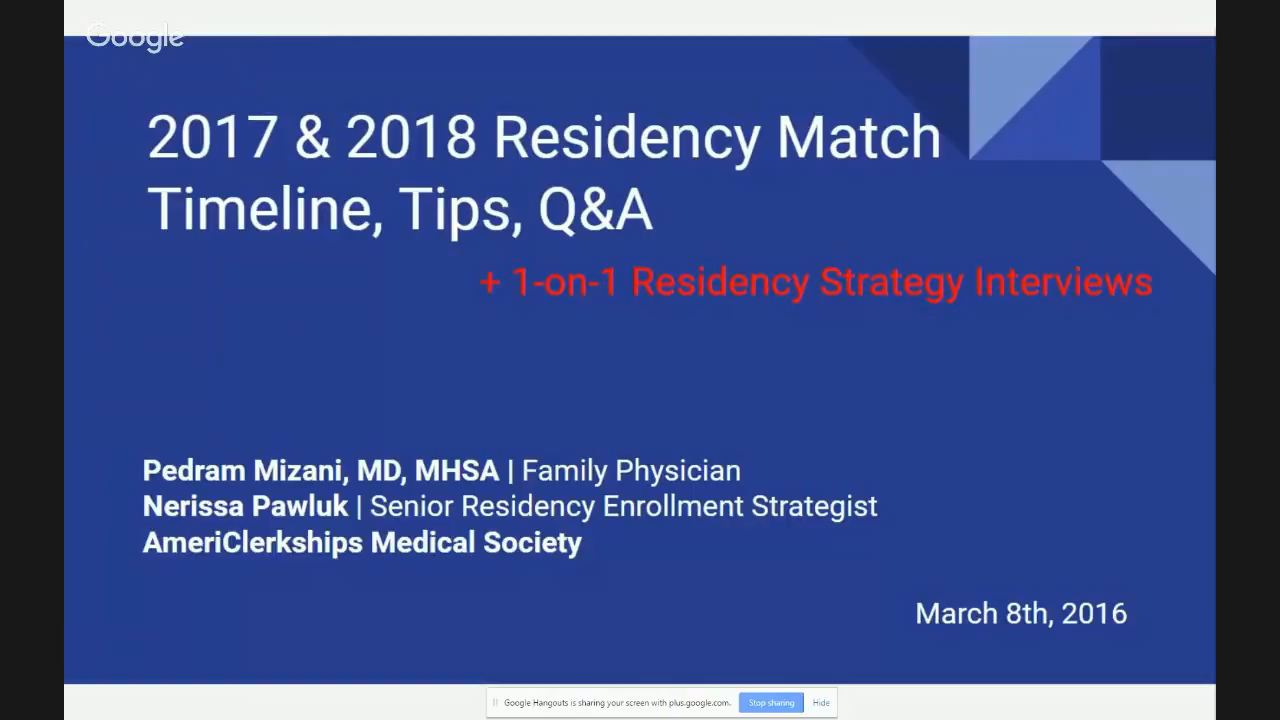 Google
2017 & 2018 Residency Match
Timeline, Tips, Q&A
+ 1-on-1 Residency Strategy Interviews
Pedram Mizani, MD, MHSA | Family Physician
Nerissa Pawluk | Senior Residency Enrollment Strategist
AmeriClerkships Medical Society
March 8th, 2016
Google Hangouts is sharing your screen with plus.google.com. Stop sharing Hide